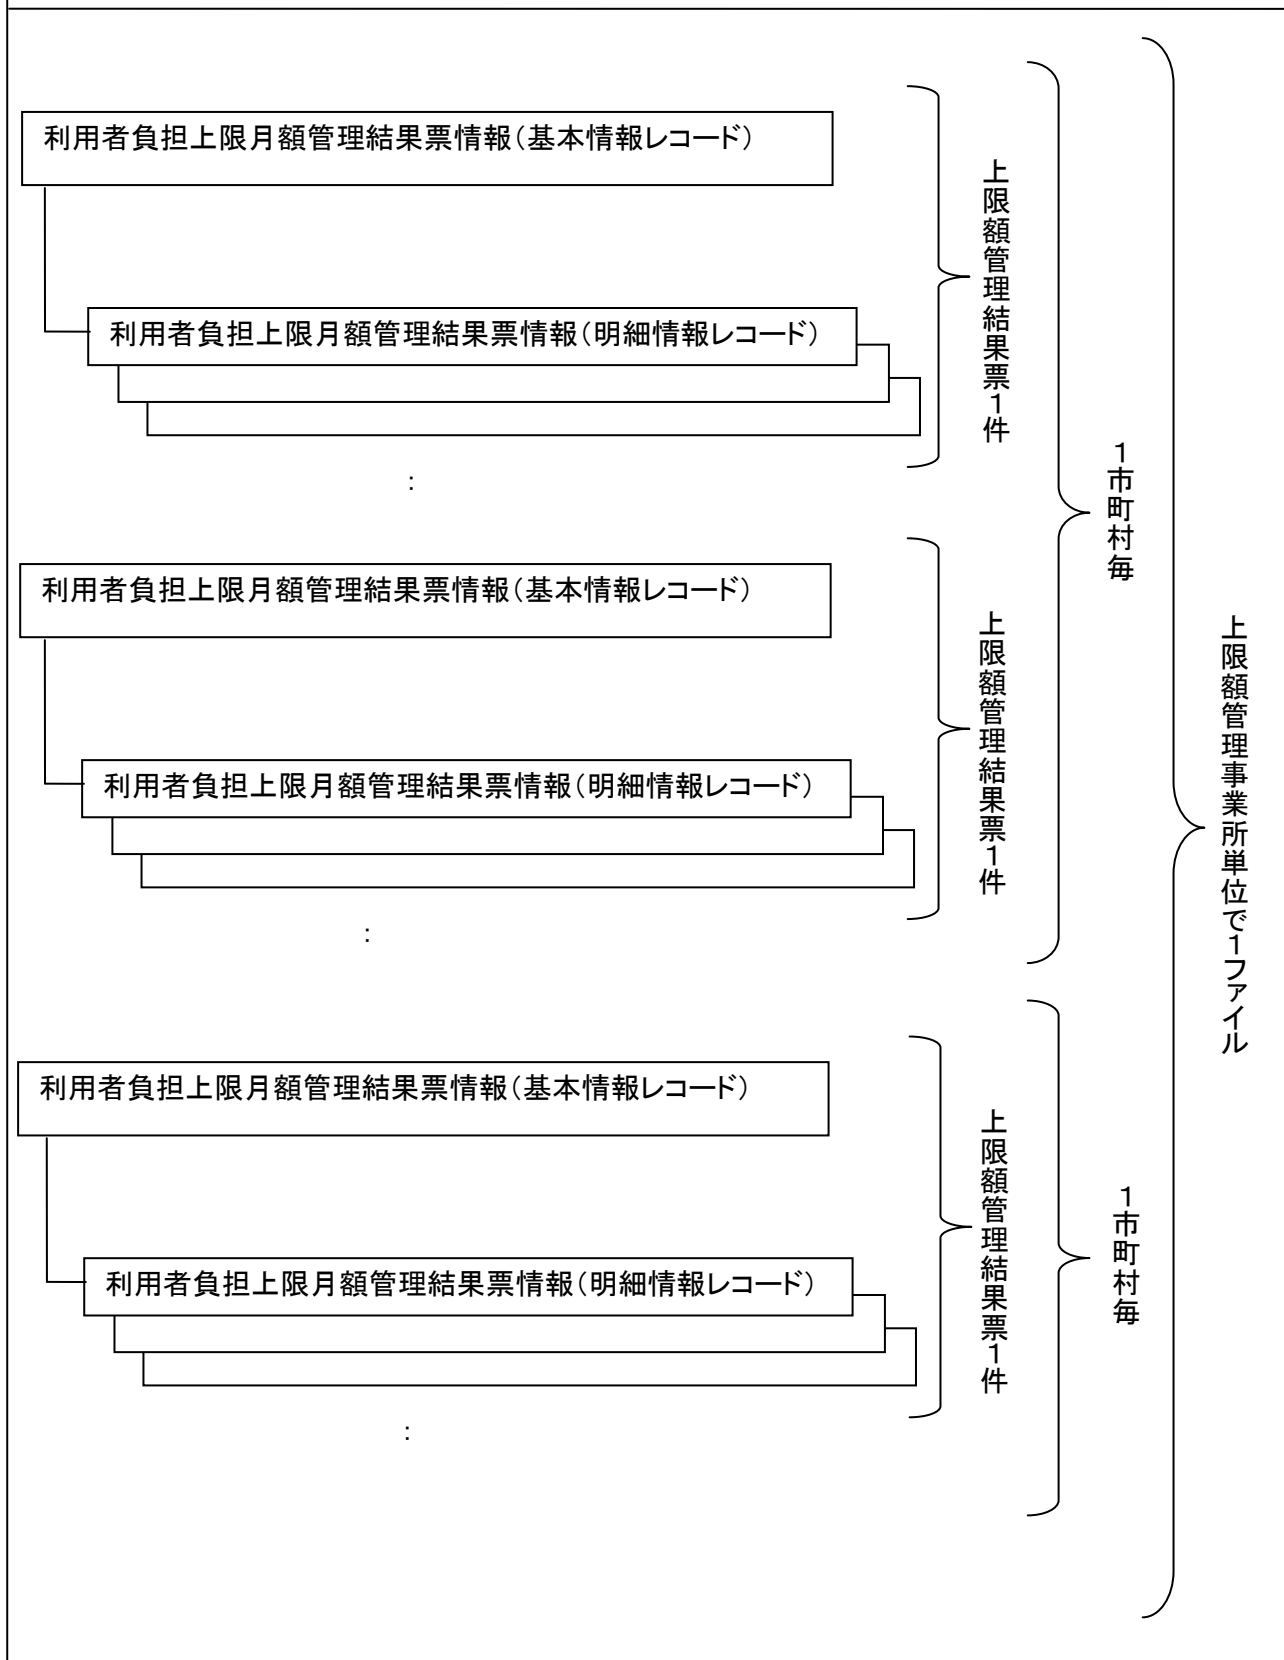 利用者負担上限月額管理結果票情報（基本情報レコード）
利用者負担上限月額管理結果票情報（明細情報レコード）
：
上限額管理結果票１件
利用者負担上限月額管理結果票情報（基本情報レコード）
利用者負担上限月額管理結果票情報（明細情報レコード）
：
上限額管理結果票１件
１市町村毎
利用者負担上限月額管理結果票情報（基本情報レコード）
利用者負担上限月額管理結果票情報（明細情報レコード）
：
上限額管理結果票１件
１市町村毎
上限額管理事業所単位で１ファイル